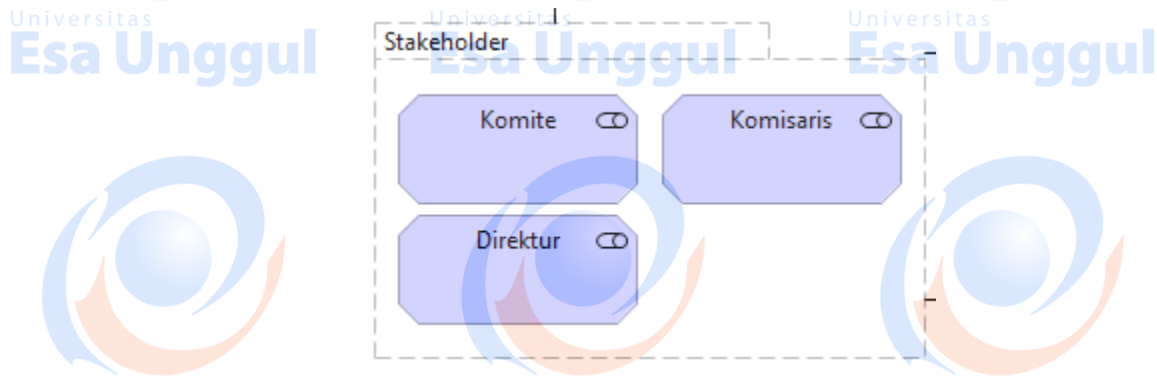 Universitas Universitas Universitas
Esa Unggul Esa Unggul Esa Unggul
Stakeholder
Komite Komisaris
Direktur